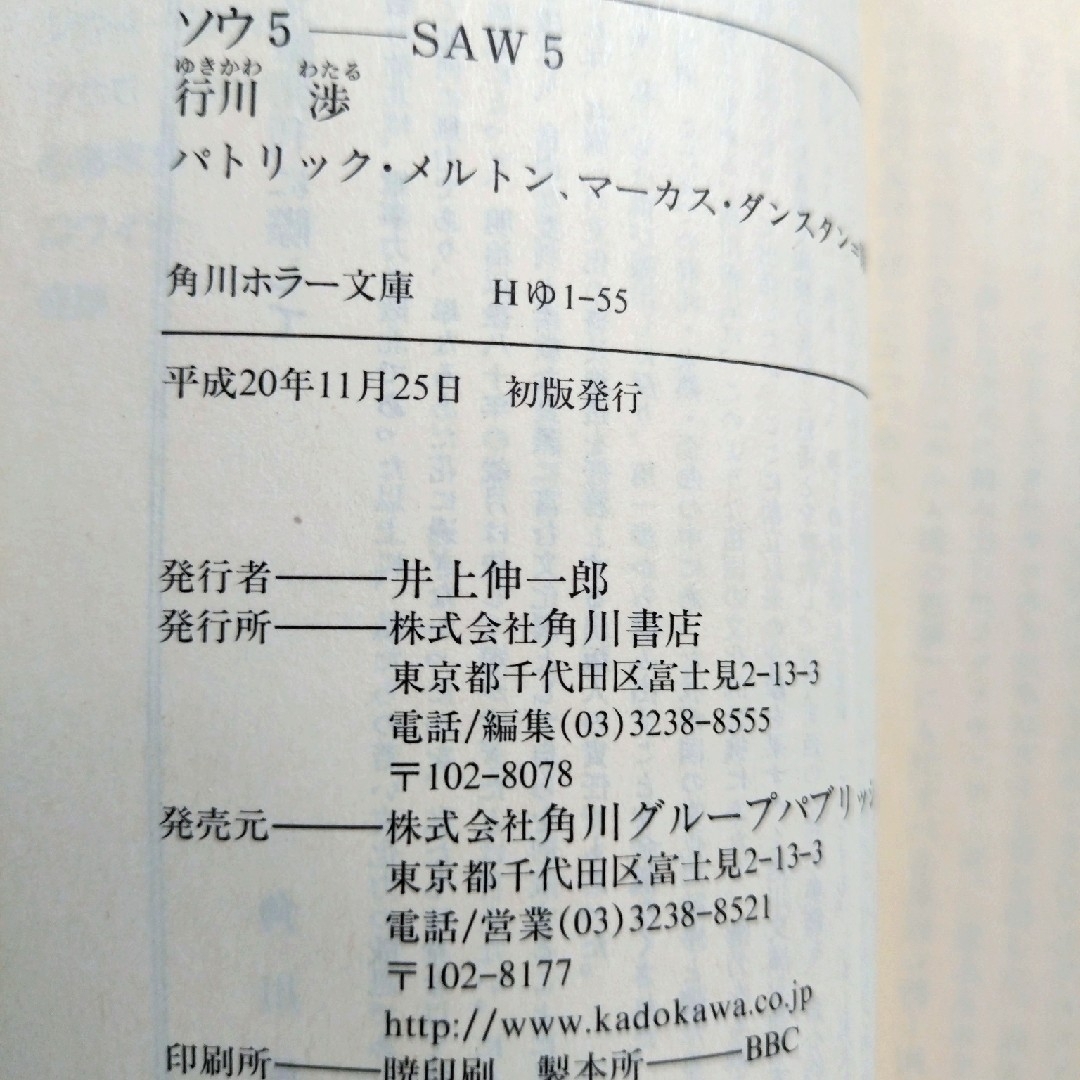 ソウ5――SAW 5
ゆきかわ わたる
行川 渉
パトリック・メルトン、マーカス・ダンスタン=
角川ホラー文庫 Hゆ1-55
平成20年11月25日 初版発行
発行者――井上伸一郎
発行所――株式会社角川書店
東京都千代田区富士見2-13-3
電話/編集(03)3238-8555
〒102-8078
発売元――株式会社角川グループパブリッ
東京都千代田区富士見2-13-3
電話/営業(03)3238-8521
〒102-8177
http://www.kadokawa.co.jp
印刷所――暁印刷 製本所――BBC